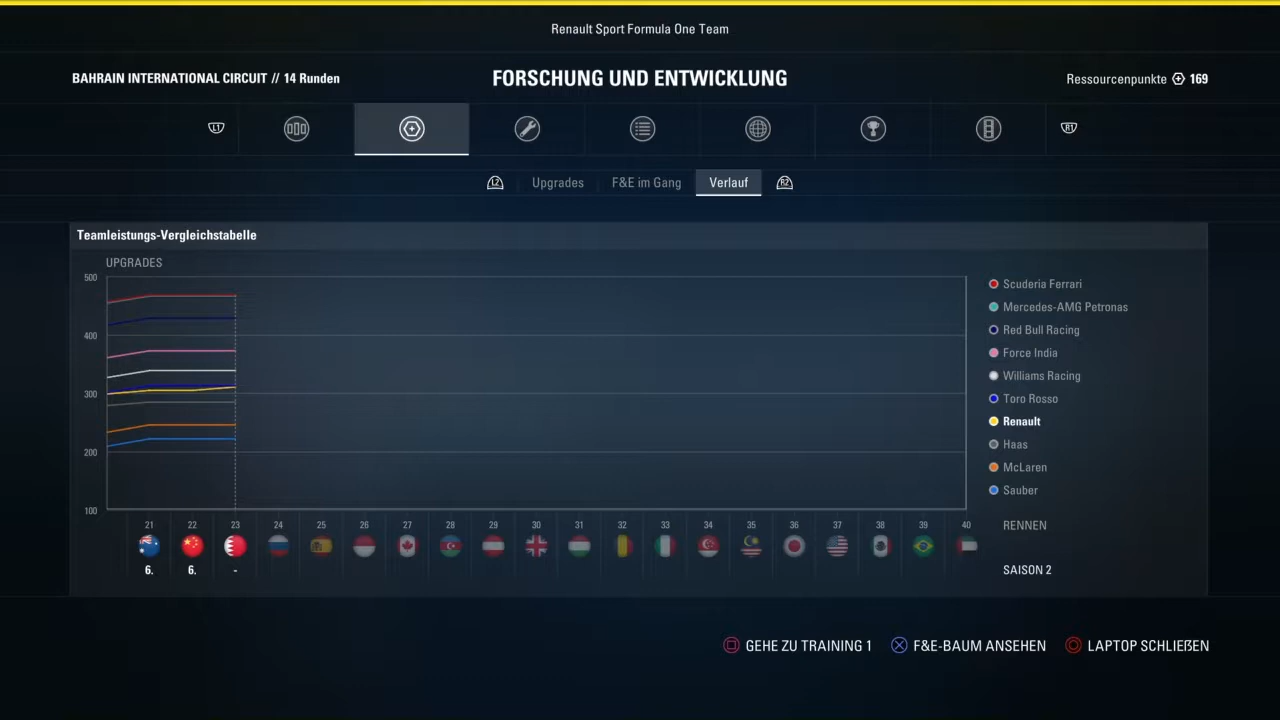 Renault Sport Formula One Team
BAHRAIN INTERNATIONAL CIRCUIT // 14 Runden
FORSCHUNG UND ENTWICKLUNG
Ressourcenpunkte 169
L1
R1
L2 Upgrades F&E im Gang Verlauf R2
Teamleistungs-Vergleichstabelle
UPGRADES
500
400
300
200
100
Scuderia Ferrari
Mercedes-AMG Petronas
Red Bull Racing
Force India
Williams Racing
Toro Rosso
Renault
Haas
McLaren
Sauber
21 22 23 24 25 26 27 28 29 30 31 32 33 34 35 36 37 38 39 40 RENNEN
6. 6. - SAISON 2
GEHE ZU TRAINING 1 F&E-BAUM ANSEHEN LAPTOP SCHLIEẞEN